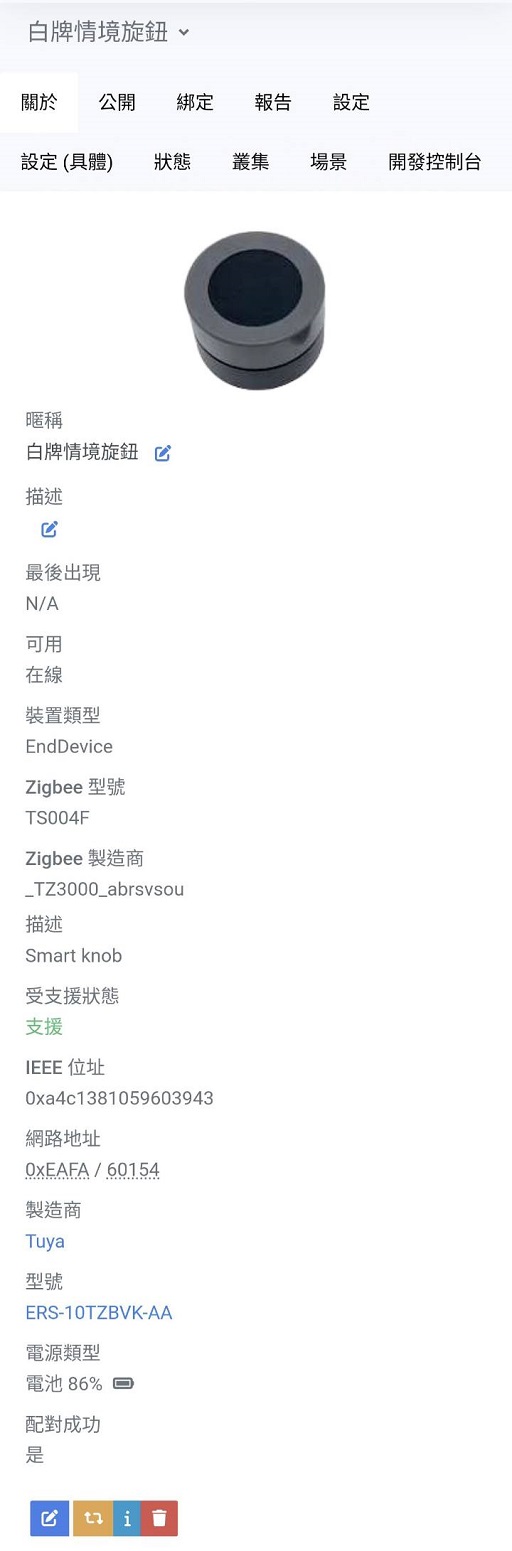 白牌情境旋鈕
關於 公開 綁定 報告 設定
設定 (具體) 狀態 叢集 場景 開發控制台
暱稱
白牌情境旋鈕
描述
最後出現
N/A
可用
在線
裝置類型
EndDevice
Zigbee 型號
TS004F
Zigbee 製造商
_TZ3000_abrsvsou
描述
Smart knob
受支援狀態
支援
IEEE 位址
0xa4c1381059603943
網路地址
0xEAFA / 60154
製造商
Tuya
型號
ERS-10TZBVK-AA
電源類型
電池 86%
配對成功
是